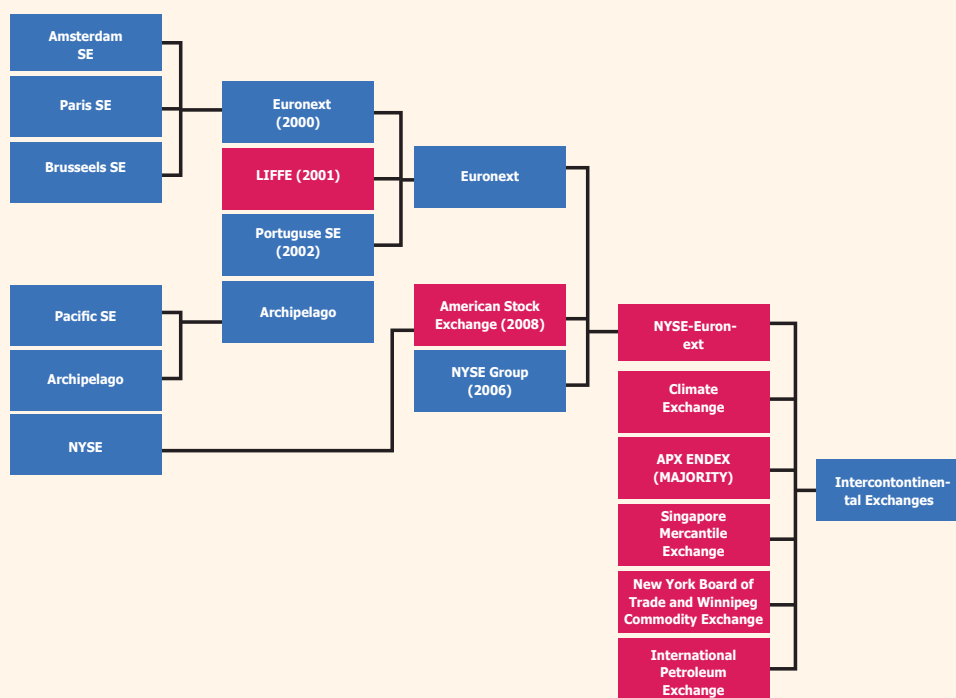 Amsterdam
SE
Paris SE
Brusseels SE
Pacific SE
Archipelago
NYSE
Euronext
(2000)
LIFFE (2001)
Portuguse SE
(2002)
Archipelago
Euronext
American Stock
Exchange (2008)
NYSE Group
(2006)
NYSE-Euron-
ext
Climate
Exchange
APX ENDEX
(MAJORITY)
Singapore
Mercantile
Exchange
New York Board of
Trade and Winnipeg
Commodity Exchange
International
Petroleum
Exchange
Intercontontinen-
tal Exchanges